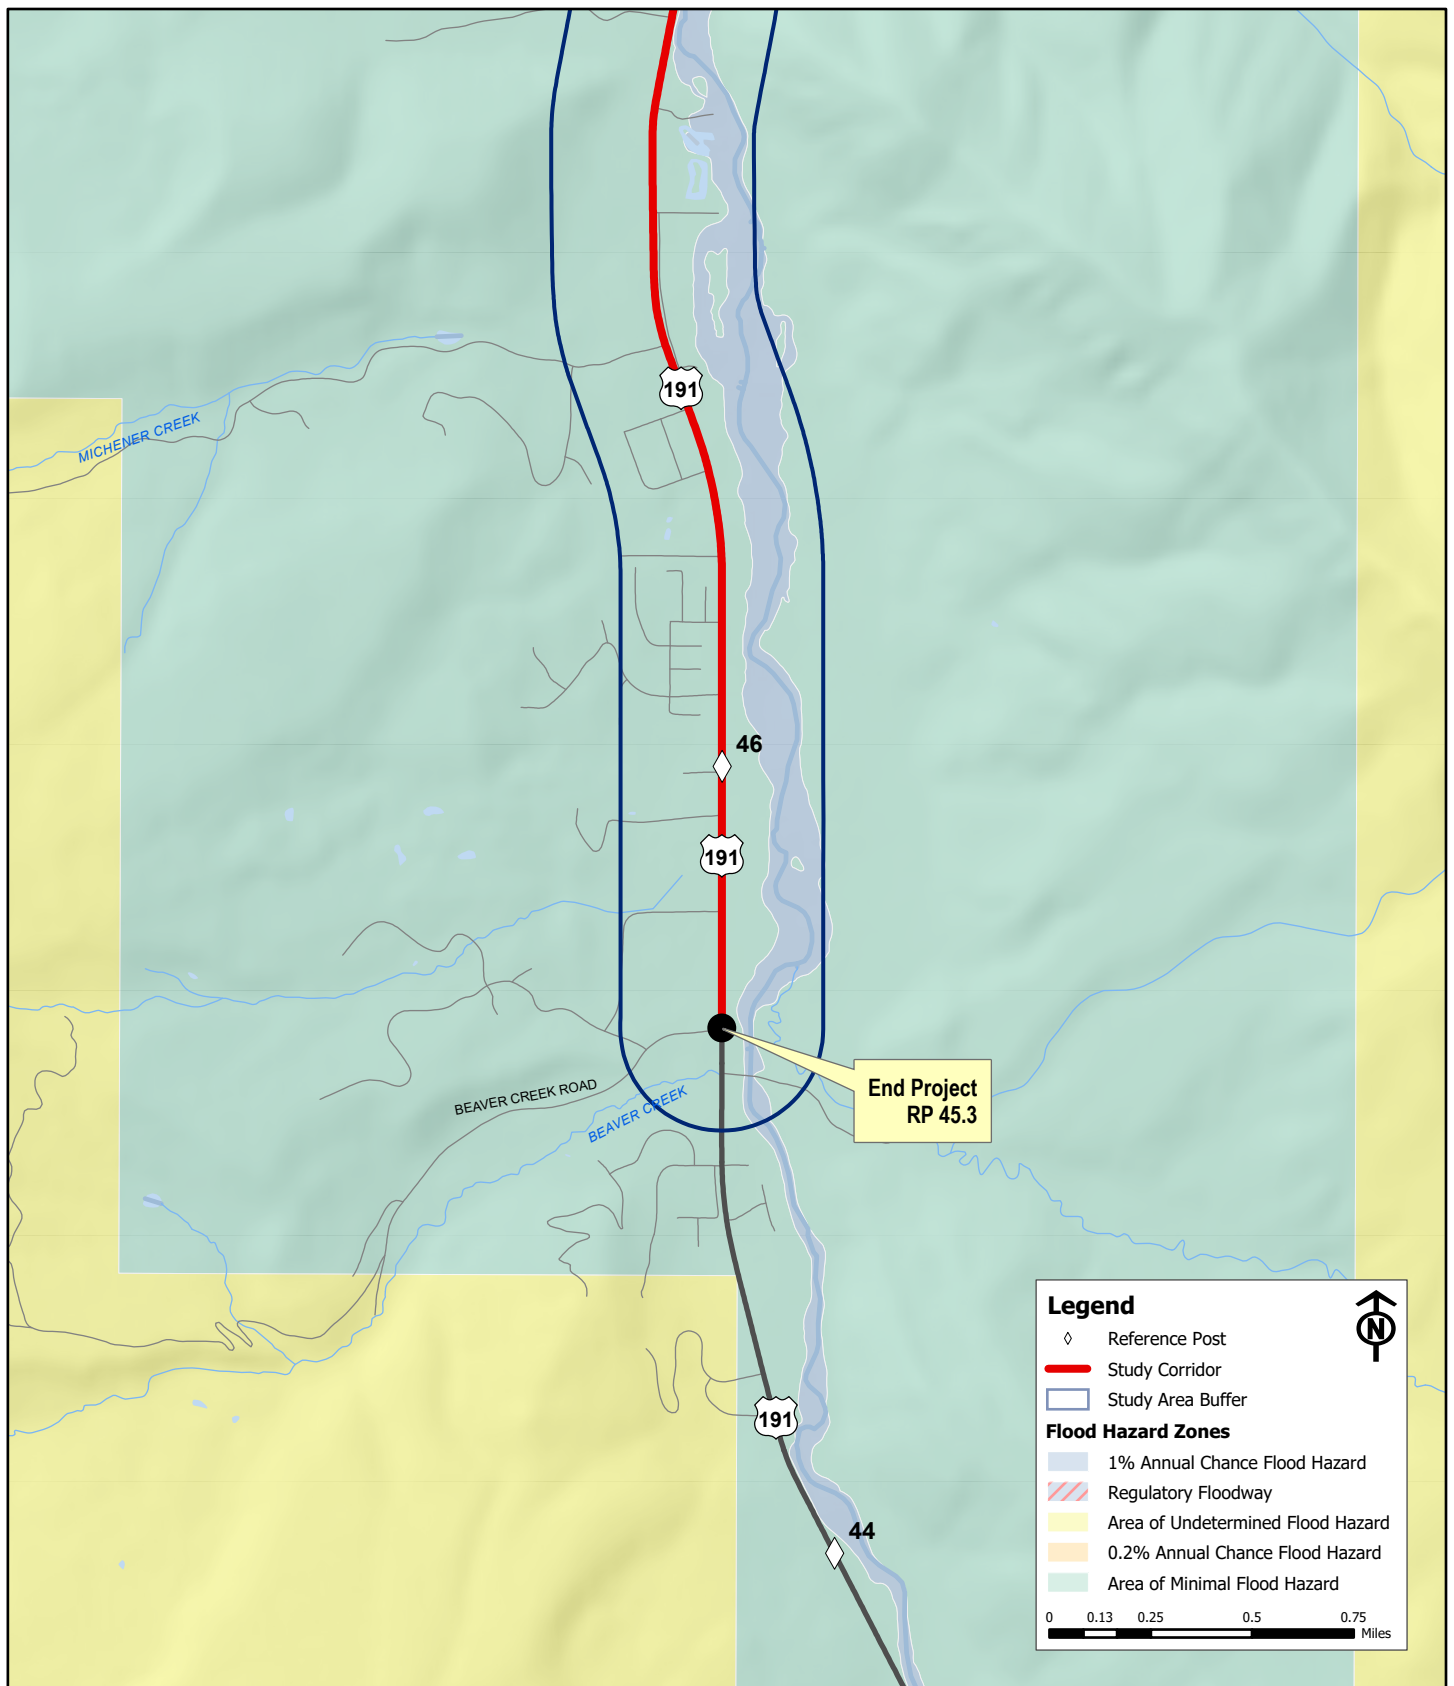 191
MICHENER CREEK
46
191
End Project
RP 45.3
BEAVER CREEK ROAD
BEAVER CREEK
191
44
Legend
N
Reference Post
Study Corridor
Study Area Buffer
Flood Hazard Zones
1% Annual Chance Flood Hazard
Regulatory Floodway
Area of Undetermined Flood Hazard
0.2% Annual Chance Flood Hazard
Area of Minimal Flood Hazard
0 0.13 0.25 0.5 0.75
Miles